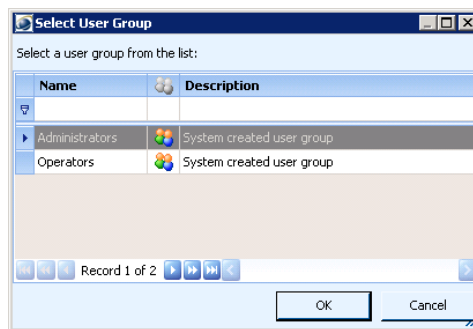 Select User Group
Select a user group from the list:
Name Description
Administrators System created user group
Operators System created user group
Record 1 of 2
OK Cancel